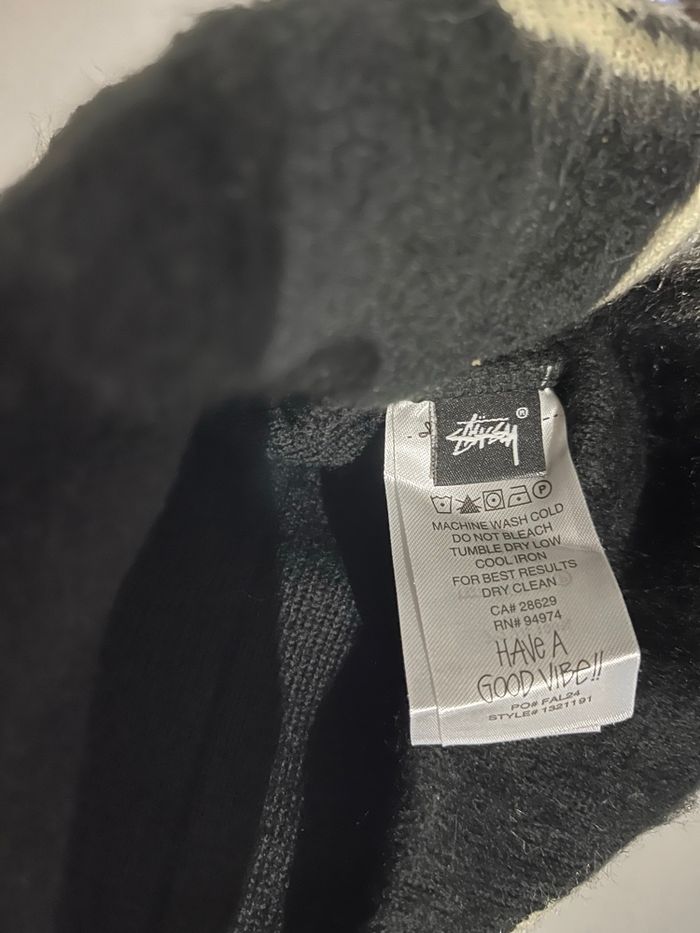 Stüssy ®
P
MACHINE WASH COLD
DO NOT BLEACH
TUMBLE DRY LOW
COOL IRON
FOR BEST RESULTS
DRY CLEAN
CA# 28629
RN# 94974
HAVE A
GOOD VIBE!!
PO# FAL24
STYLE# 1321191